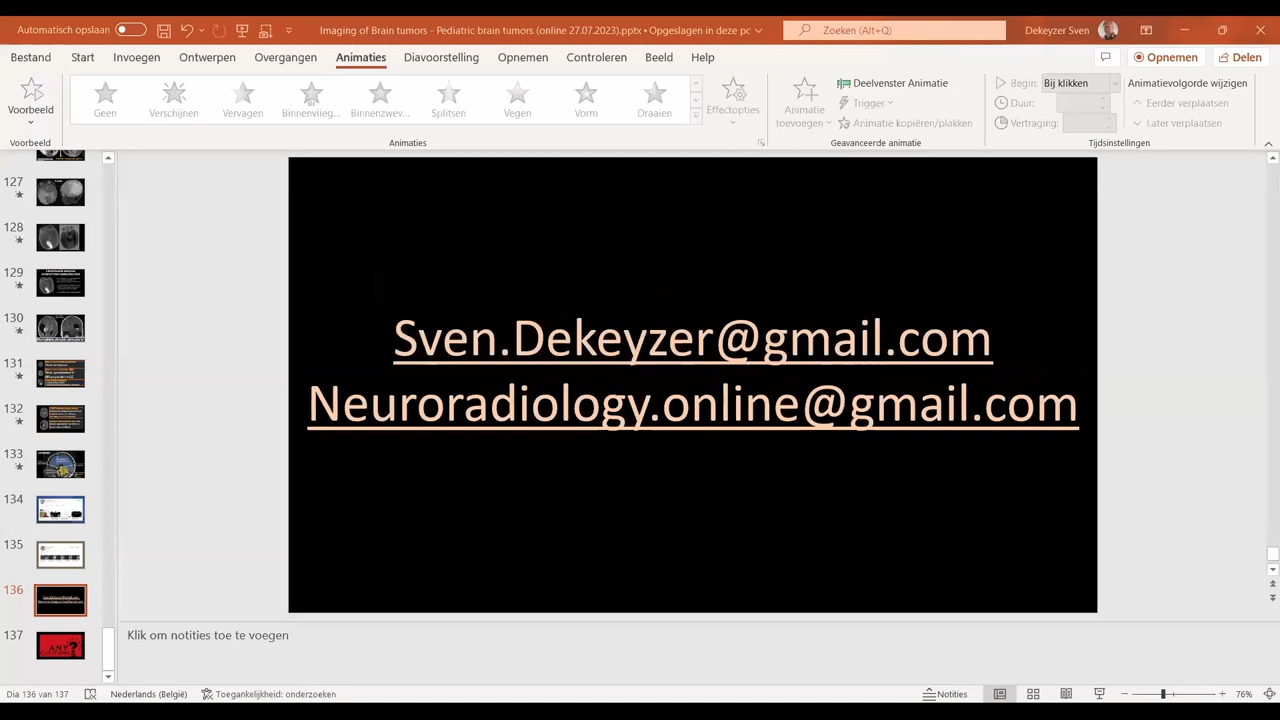 Automatisch opslaan
Imaging of Brain tumors - Pediatric brain tumors (online 27.07.2023).pptx • Opgeslagen in deze pc
Zoeken (Alt+Q)
Dekeyzer Sven
Bestand Start Invoegen Ontwerpen Overgangen Animaties Diavoorstelling Opnemen Controleren Beeld Help
Opnemen Delen
Voorbeeld
Geen Verschijnen Vervagen Binnenvlieg... Binnenzwev... Splitsen Vegen Vorm Draaien
Effectopties
Animatie toevoegen
Deelvenster Animatie
Trigger
Animatie kopiëren/plakken
Begin: Bij klikken
Duur:
Vertraging:
Animatievolgorde wijzigen
Eerder verplaatsen
Later verplaatsen
Voorbeeld Animaties Geavanceerde animatie Tijdsinstellingen
127
128
129
130
131
132
133
134
135
136
137
ANY
Sven.Dekeyzer@gmail.com
Neuroradiology.online@gmail.com
Klik om notities toe te voegen
Dia 136 van 137 Nederlands (België) Toegankelijkheid: onderzoeken Notities 76%